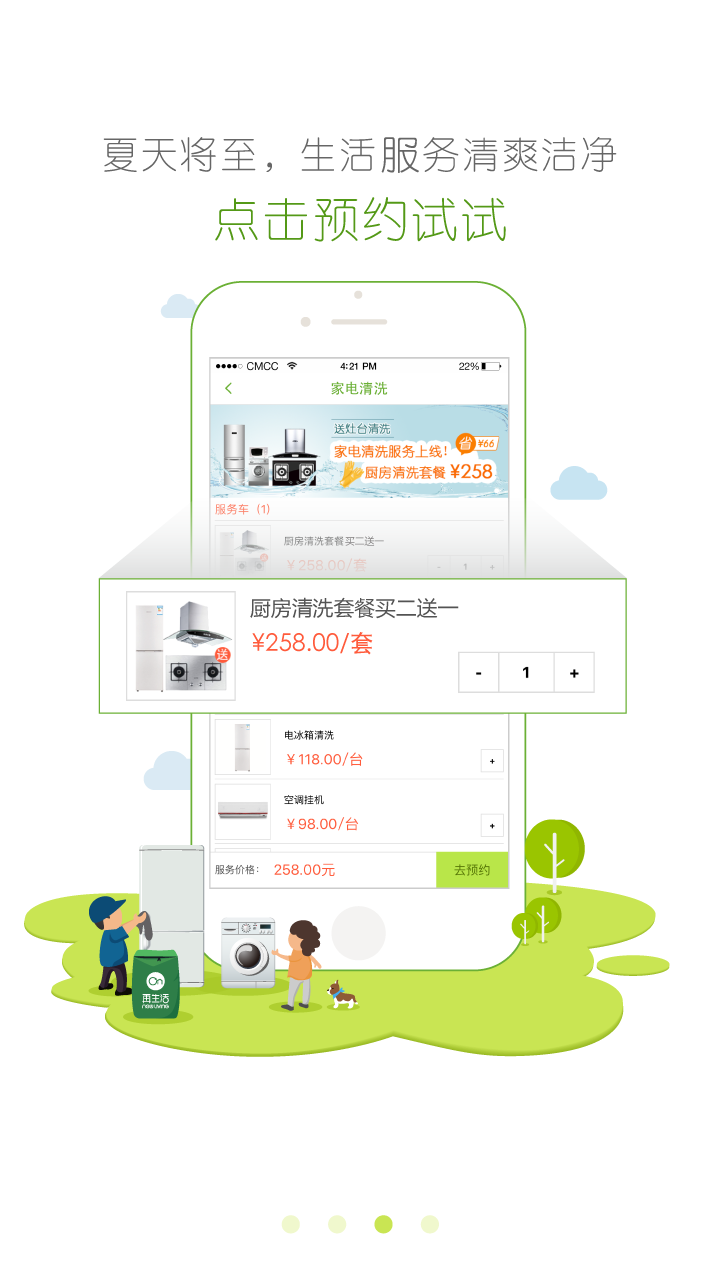 夏天将至，生活服务清爽洁净
点击预约试试
CMCC 4:21 PM 22%
家电清洗
送灶台清洗
家电清洗服务上线！ 省 ¥66
厨房清洗套餐 ¥258
服务车（1）
厨房清洗套餐买二送一
￥258.00/套 - 1 +
厨房清洗套餐买二送一
¥258.00/套
送
- 1 +
电冰箱清洗
￥118.00/台 +
空调挂机
￥98.00/台 +
服务价格： 258.00元 去预约
On
再生活